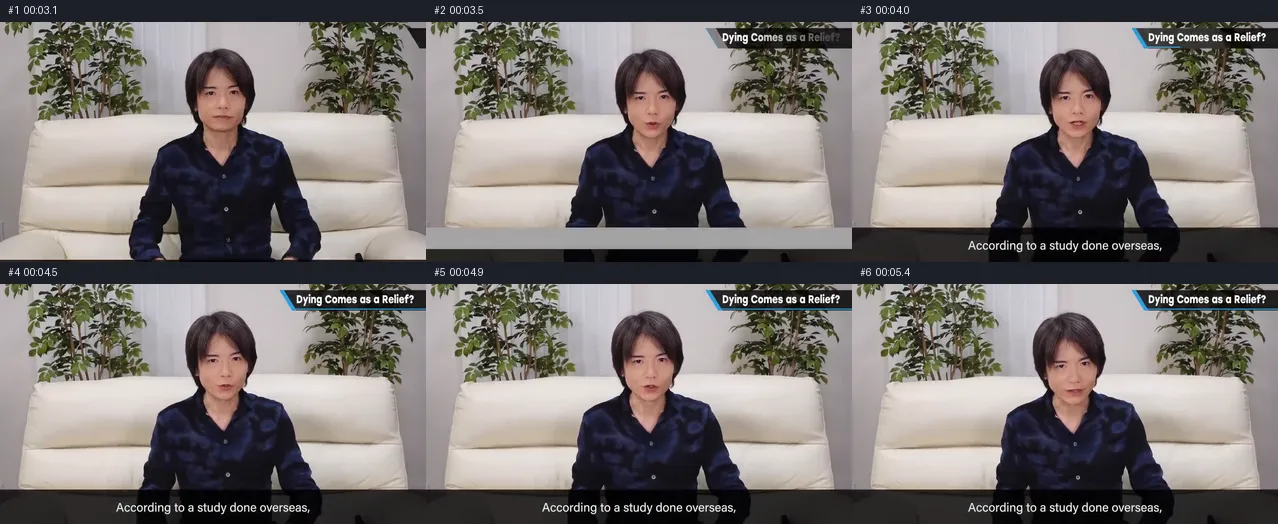 #1 00:03.1
#2 00:03.5
Dying Comes as a Relief?
#3 00:04.0
Dying Comes as a Relief?
According to a study done overseas,
#4 00:04.5
Dying Comes as a Relief?
According to a study done overseas,
#5 00:04.9
Dying Comes as a Relief?
According to a study done overseas,
#6 00:05.4
Dying Comes as a Relief?
According to a study done overseas,